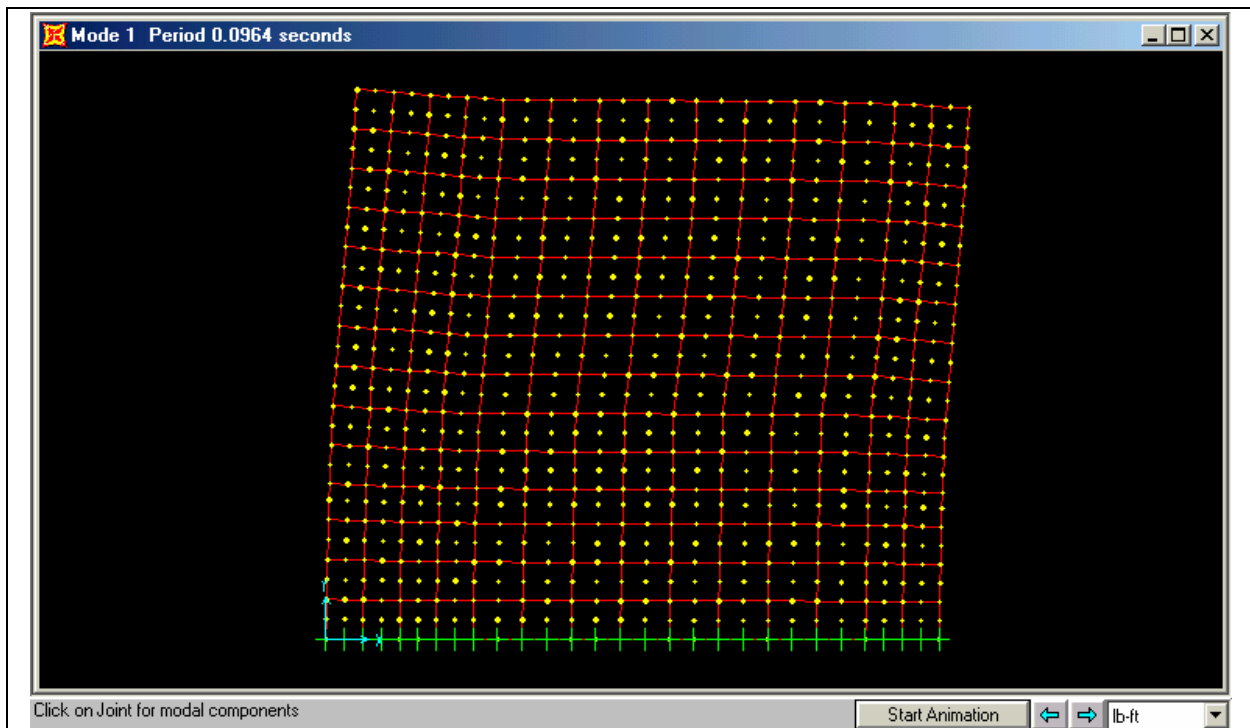 Mode 1 Period 0.0964 seconds
Y
X
Click on Joint for modal components
Start Animation
lb-ft